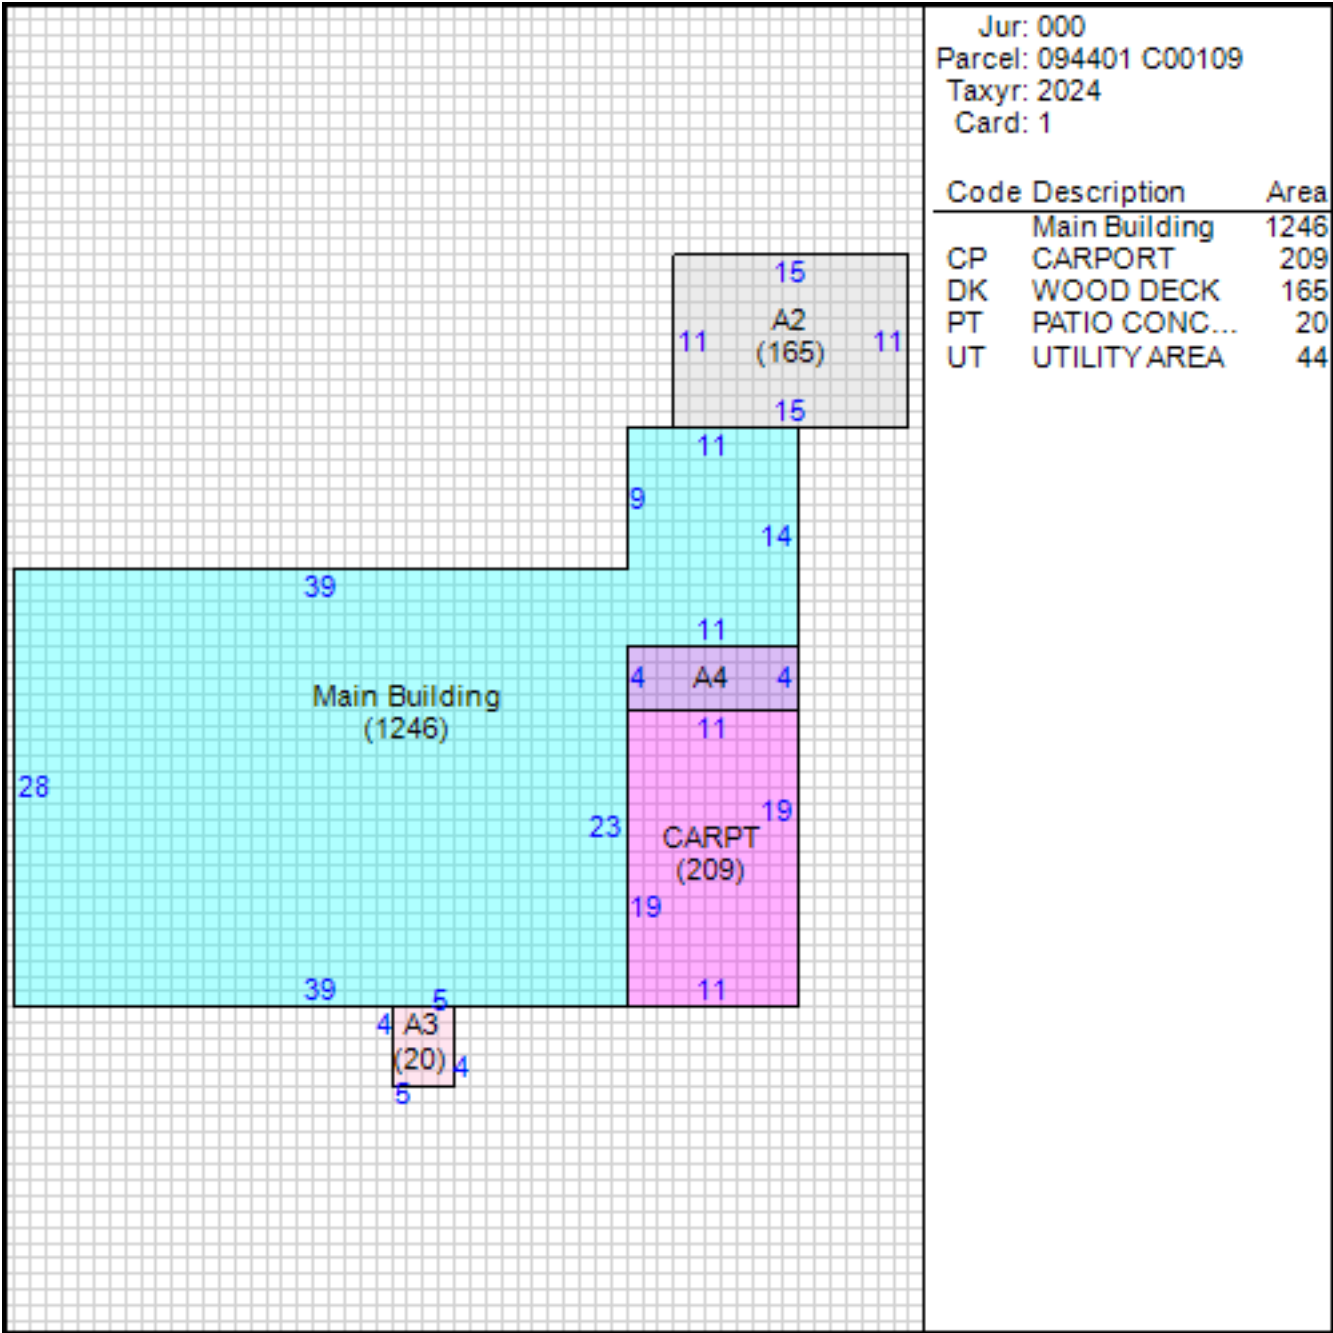 Jur: 000
Parcel: 094401 C00109
Taxyr: 2024
Card: 1
Code Description Area
Main Building 1246
CP CARPORT 209
DK WOOD DECK 165
PT PATIO CONC... 20
UT UTILITY AREA 44
15
A2
11 (165) 11
15
11
9
14
39
11
4 A4 4
Main Building
(1246)
11
28
19
23
CARPT
(209)
19
39
5
11
4 A3
(20) 4
5